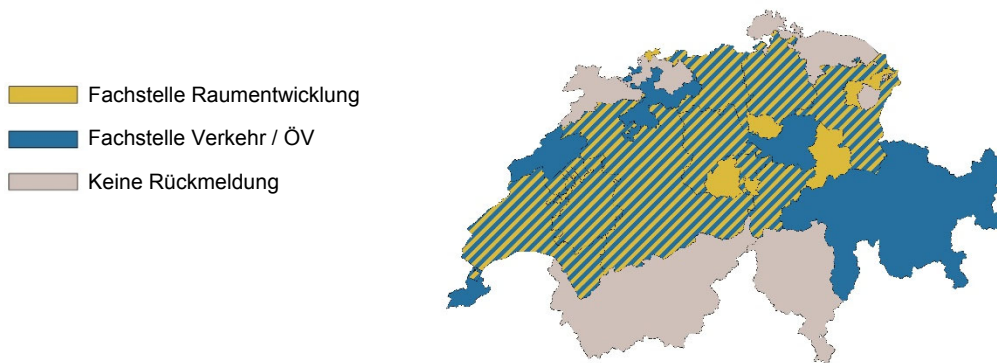 Fachstelle Raumentwicklung
Fachstelle Verkehr / ÖV
Keine Rückmeldung